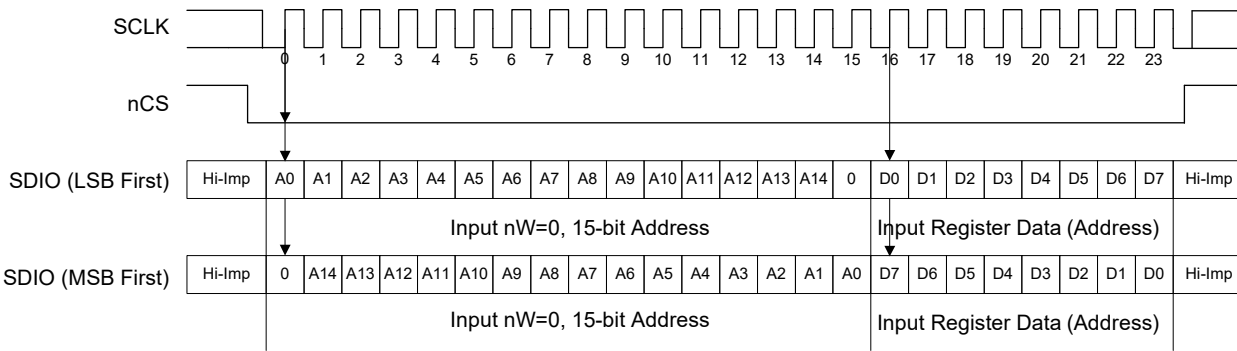 SCLK
0 1 2 3 4 5 6 7 8 9 10 11 12 13 14 15 16 17 18 19 20 21 22 23
nCS
SDIO (LSB First) Hi-Imp A0 A1 A2 A3 A4 A5 A6 A7 A8 A9 A10 A11 A12 A13 A14 0 D0 D1 D2 D3 D4 D5 D6 D7 Hi-Imp
Input nW=0, 15-bit Address Input Register Data (Address)
SDIO (MSB First) Hi-Imp 0 A14 A13 A12 A11 A10 A9 A8 A7 A6 A5 A4 A3 A2 A1 A0 D7 D6 D5 D4 D3 D2 D1 D0 Hi-Imp
Input nW=0, 15-bit Address Input Register Data (Address)